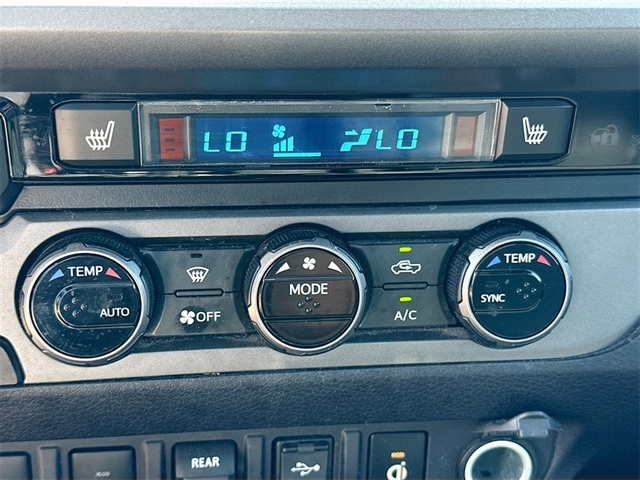 LO LO
TEMP
AUTO
OFF
MODE
A/C
TEMP
SYNC
REAR